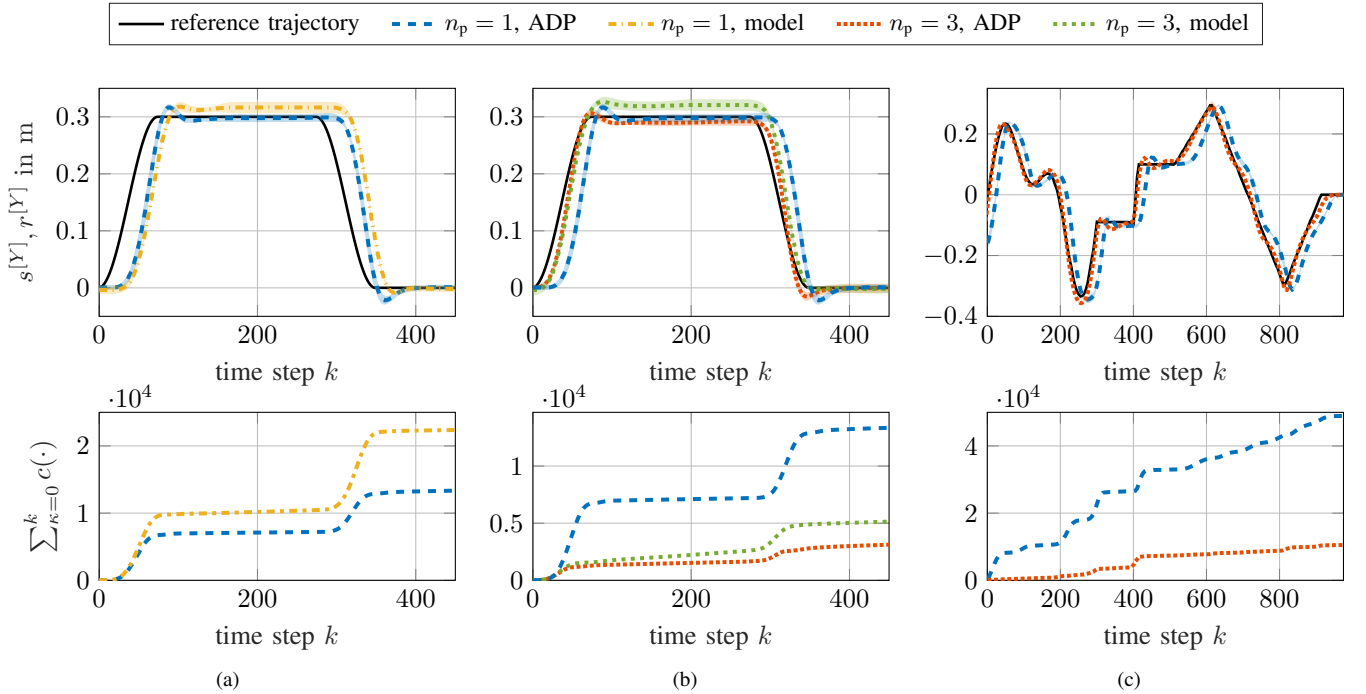 reference trajectory n_p = 1, ADP n_p = 1, model n_p = 3, ADP n_p = 3, model
s^[Y], r^[Y] in m
0.3
0.2
0.1
0
0 200 400
time step k
0.3
0.2
0.1
0
0 200 400
time step k
0.2
0
−0.2
−0.4
0 200 400 600 800
time step k
∑_{κ=0}^{k} c(·)
·10^4
2
1
0
0 200 400
time step k
(a)
·10^4
1
0.5
0
0 200 400
time step k
(b)
·10^4
4
2
0
0 200 400 600 800
time step k
(c)